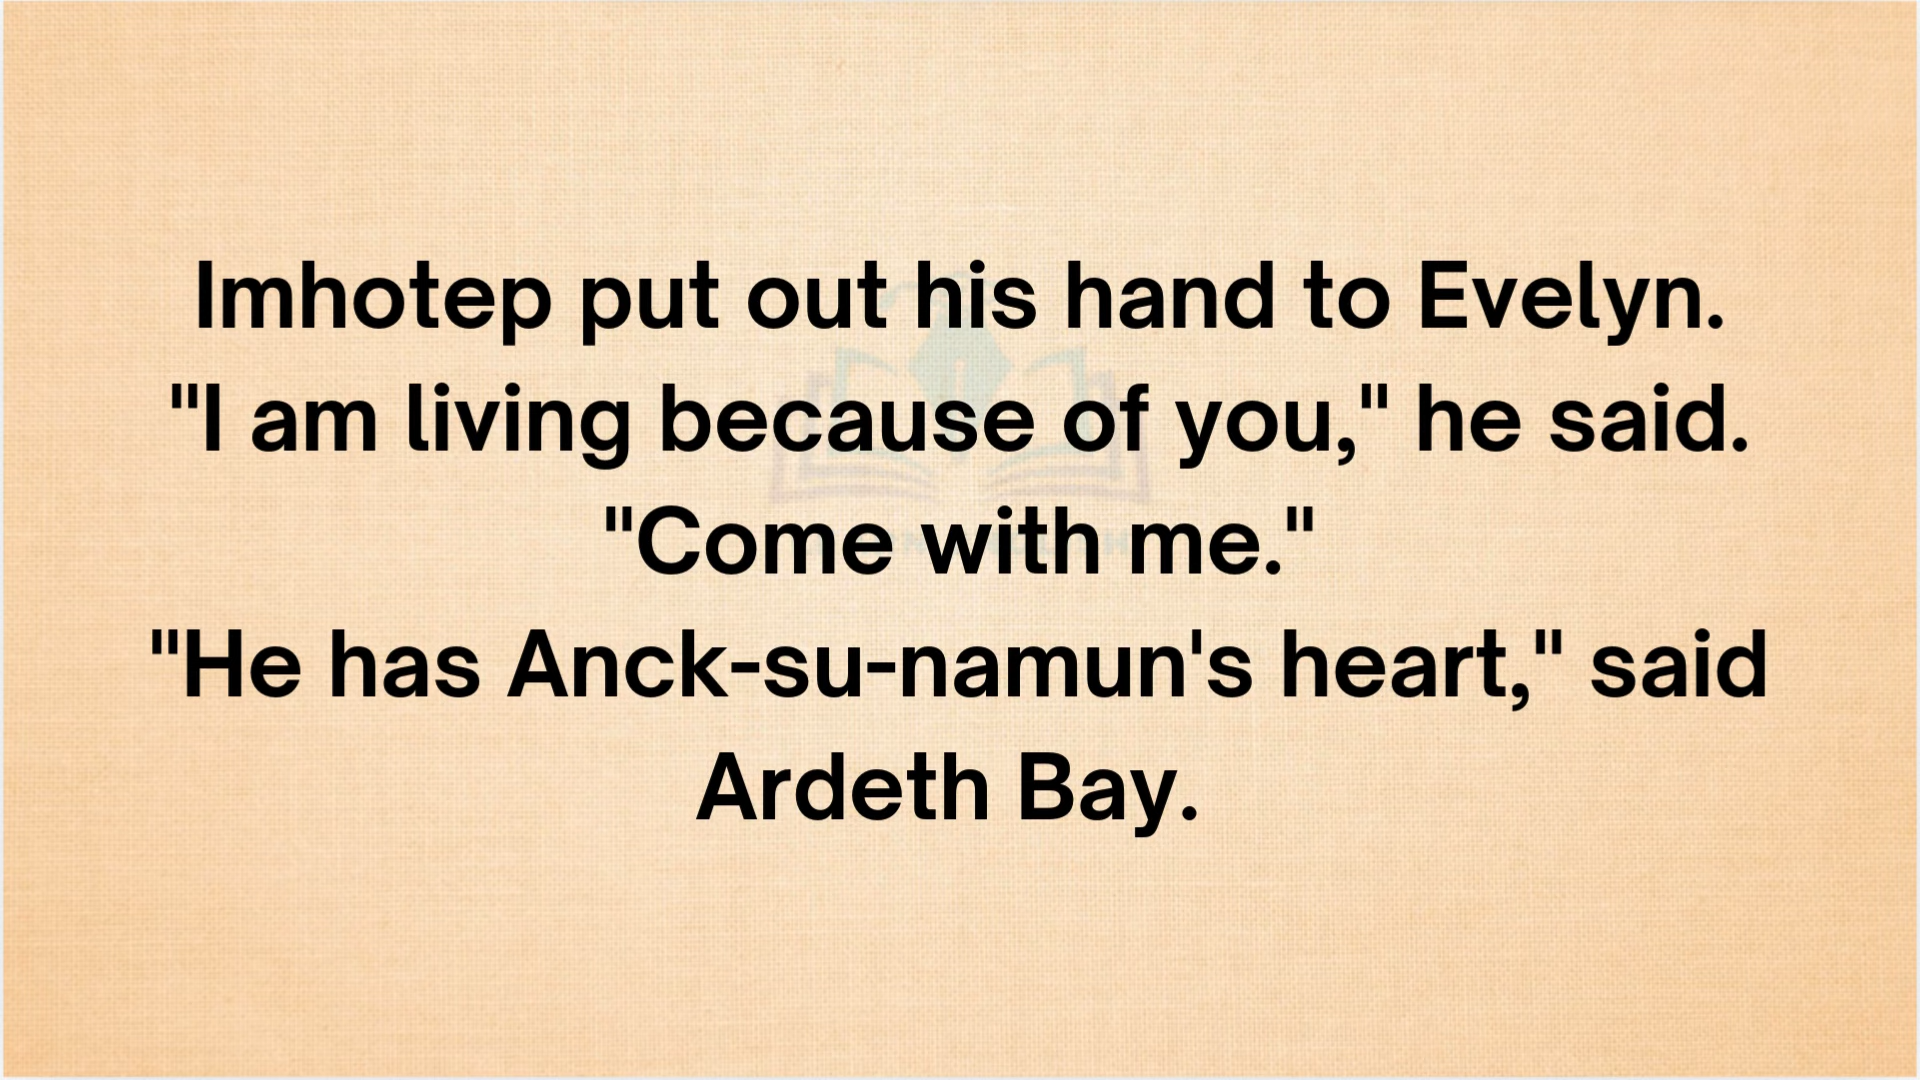 Imhotep put out his hand to Evelyn.
"I am living because of you," he said.
"Come with me."
"He has Anck-su-namun's heart," said
Ardeth Bay.